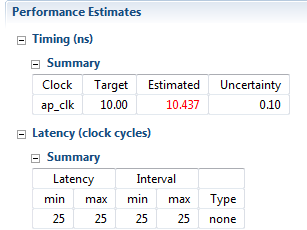 Performance Estimates
Timing (ns)
Summary
Clock Target Estimated Uncertainty
ap_clk 10.00 10.437 0.10
Latency (clock cycles)
Summary
Latency Interval
min max min max Type
25 25 25 25 none